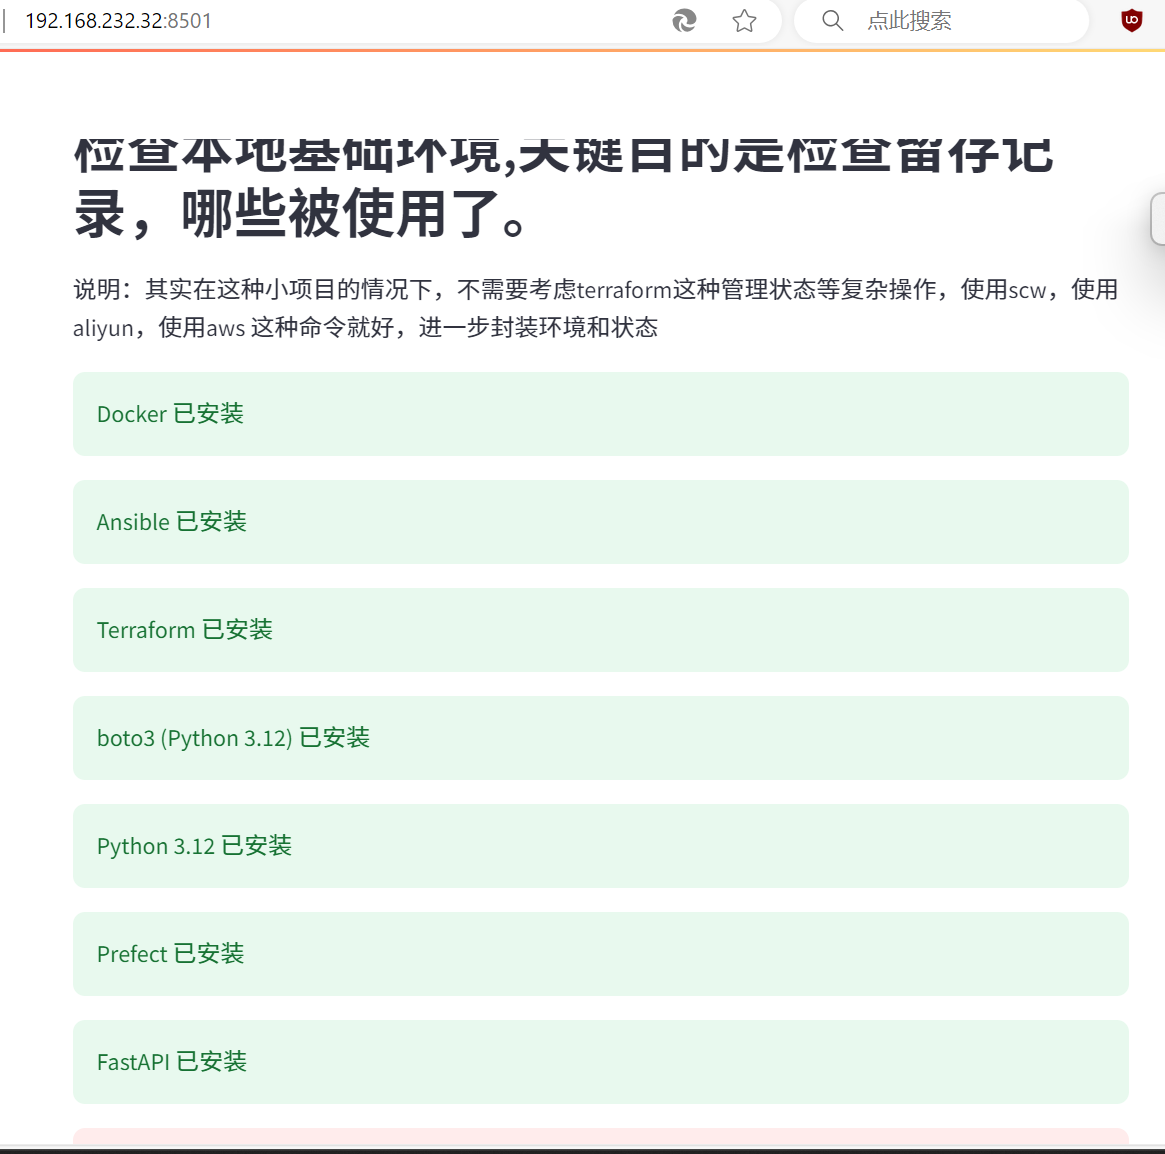 192.168.232.32:8501
点此搜索
检查本地基础环境,关键目的是检查留存记
录，哪些被使用了。
说明：其实在这种小项目的情况下，不需要考虑terraform这种管理状态等复杂操作，使用scw，使用
aliyun，使用aws 这种命令就好，进一步封装环境和状态
Docker 已安装
Ansible 已安装
Terraform 已安装
boto3 (Python 3.12) 已安装
Python 3.12 已安装
Prefect 已安装
FastAPI 已安装